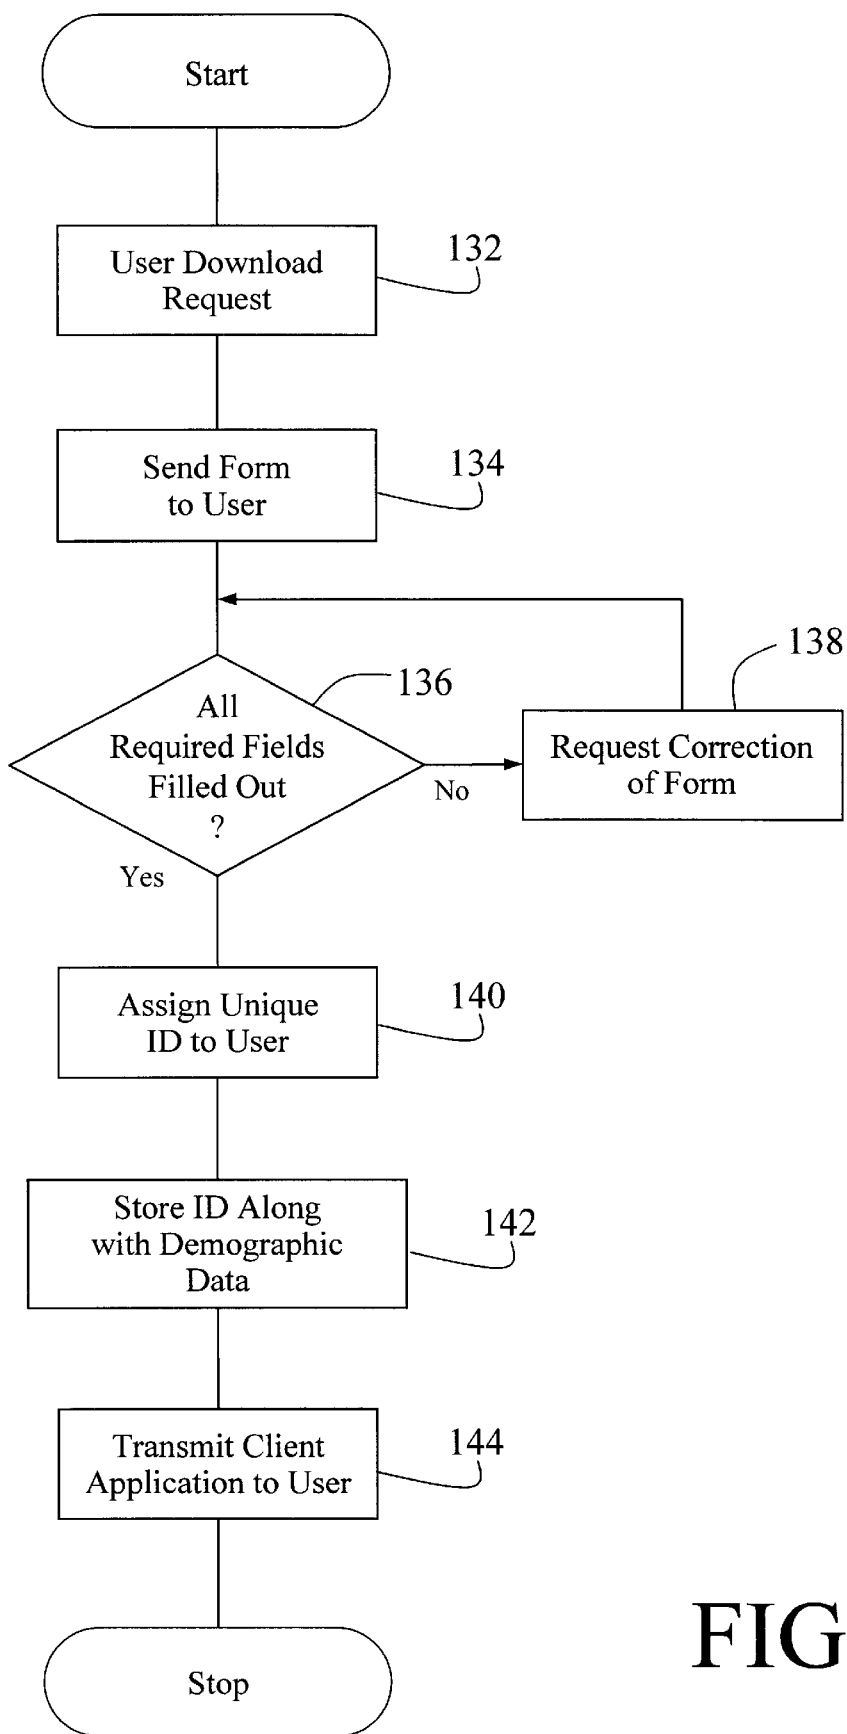 Start
User Download
Request
132
Send Form
to User
134
All
Required Fields
Filled Out
?
136
No
Request Correction
of Form
138
Yes
Assign Unique
ID to User
140
Store ID Along
with Demographic
Data
142
Transmit Client
Application to User
144
Stop
FIG